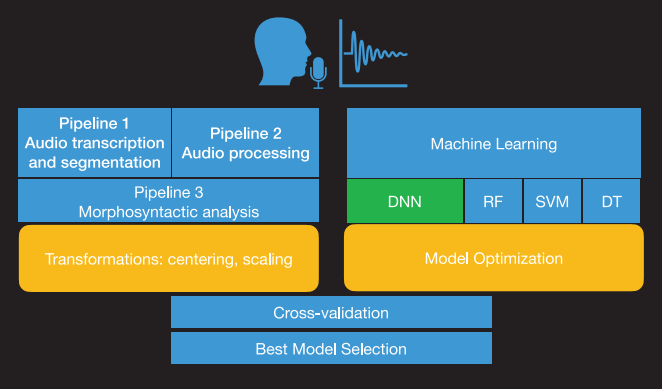 Pipeline 1
Audio transcription
and segmentation
Pipeline 2
Audio processing
Pipeline 3
Morphosyntactic analysis
Transformations: centering, scaling
Machine Learning
DNN
RF
SVM
DT
Model Optimization
Cross-validation
Best Model Selection